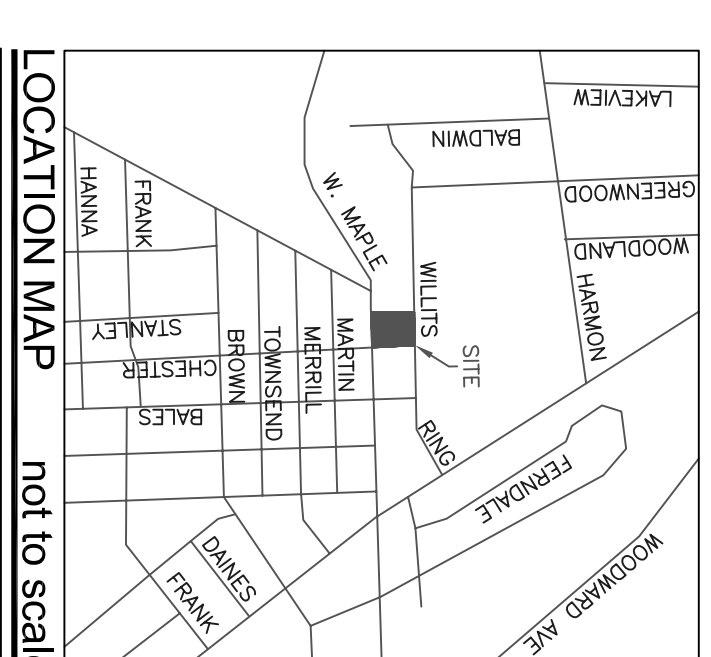 LAKEVIEW
BALDWIN
GREENWOOD
WOODLAND
HARMON
W. MAPLE
WILLITS
SITE
RING
HANNA
FRANK
STANLEY
CHESTER
BALES
BROWN
TOWNSEND
MERRILL
MARTIN
FERNDALE
WOODWARD AVE
DAINES
FRANK
LOCATION MAP not to scale